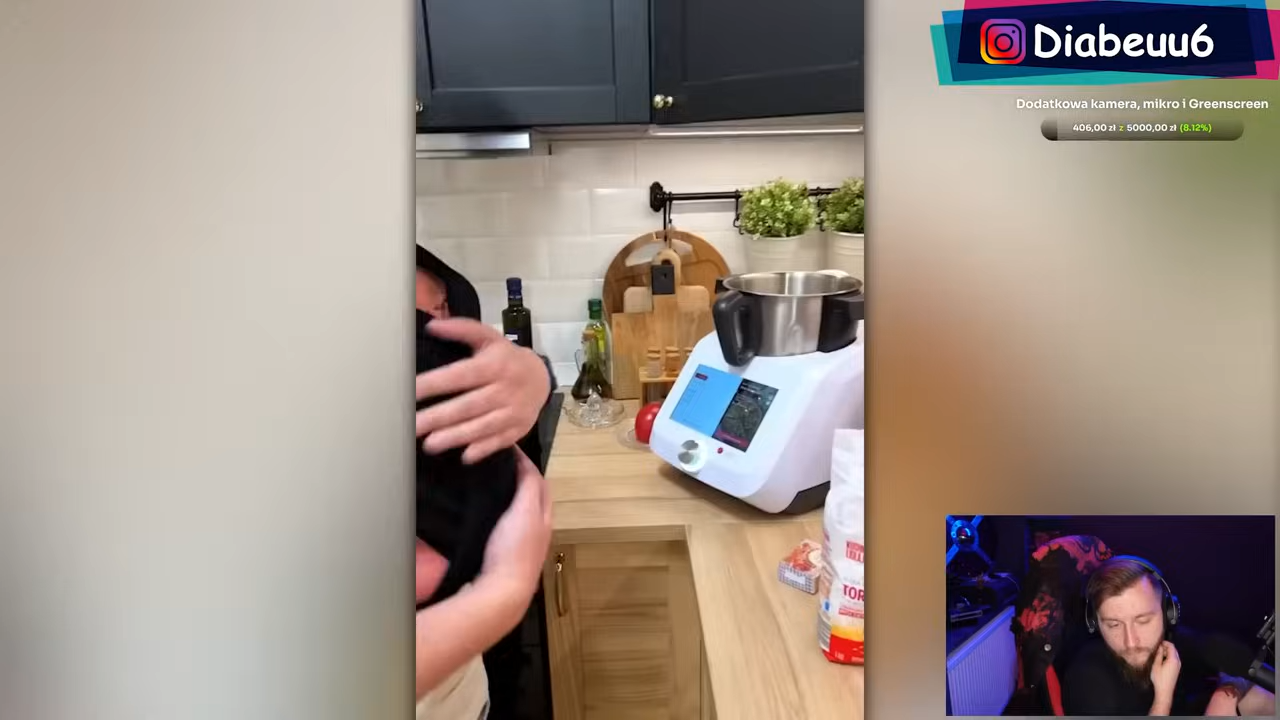 Diabeuu6
Dodatkowa kamera, mikro i Greenscreen
406,00 zł z 5000,00 zł (8.12%)
TOR